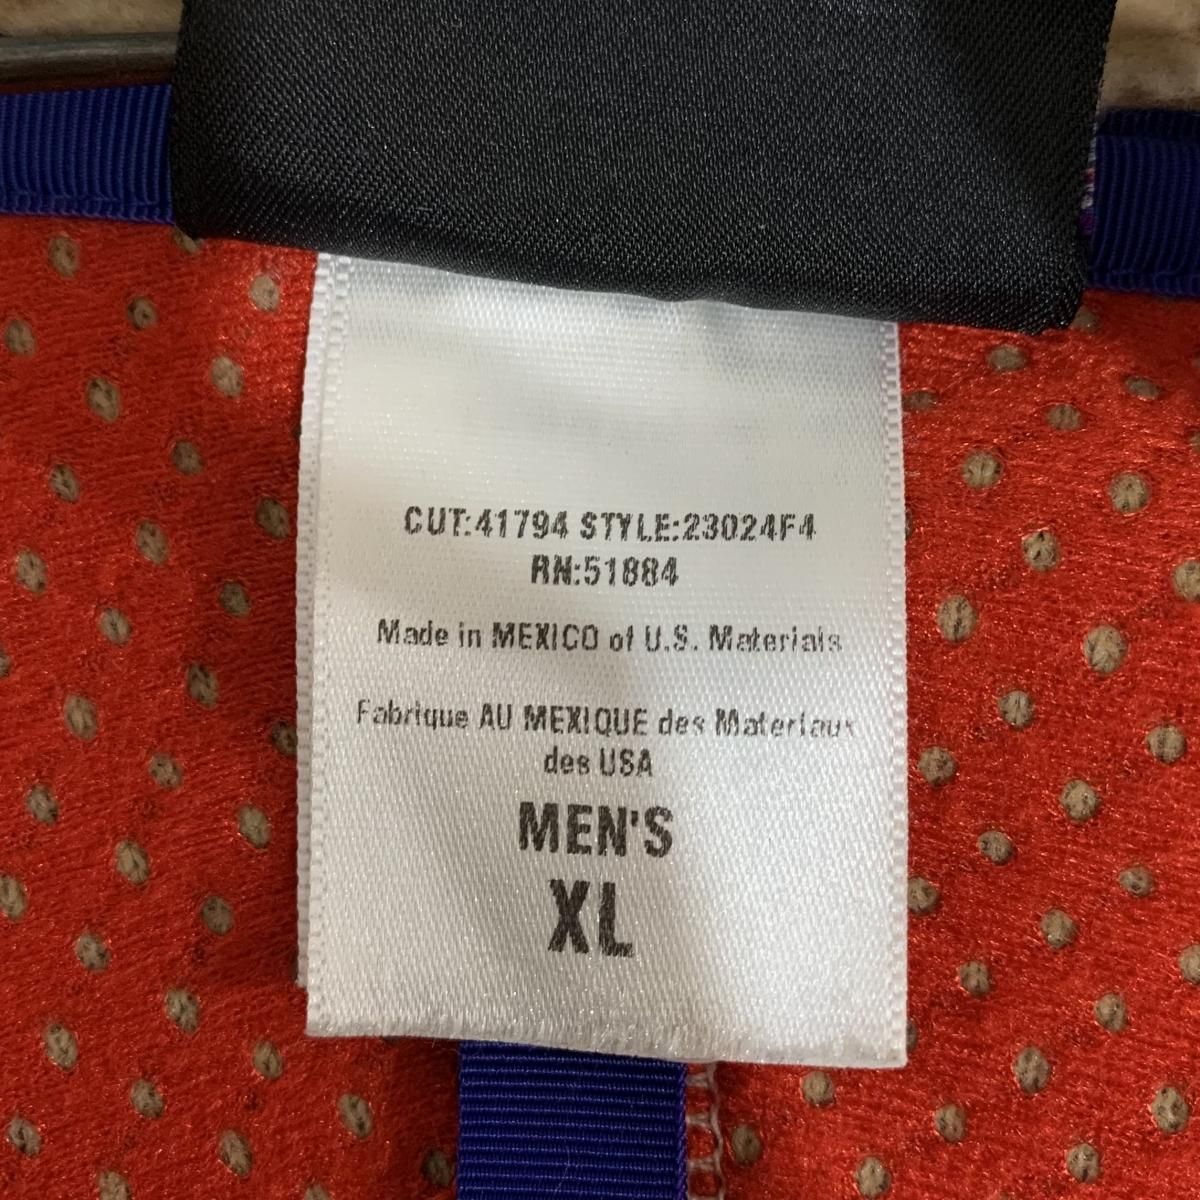 CUT:41794 STYLE:23024F4
RN:51884
Made in MEXICO of U.S. Materials
Fabrique AU MEXIQUE des Materiaux
des USA
MEN'S
XL